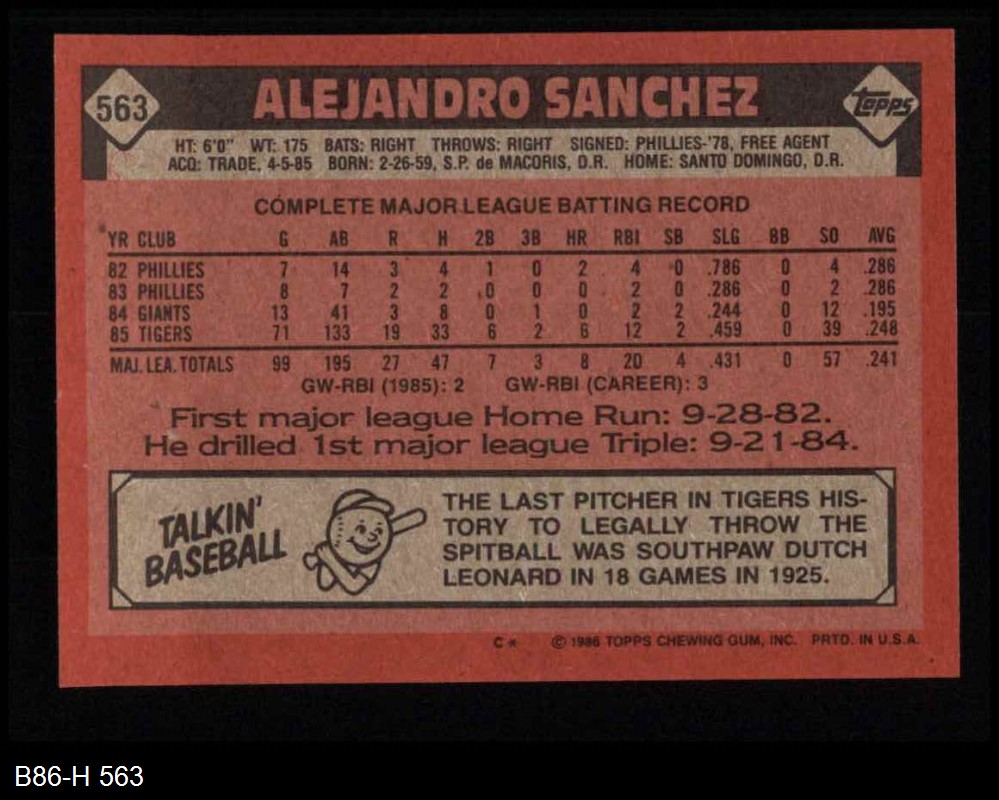 563
ALEJANDRO SANCHEZ
Topps
HT: 6'0" WT: 175 BATS: RIGHT THROWS: RIGHT SIGNED: PHILLIES-'78, FREE AGENT
ACQ: TRADE, 4-5-85 BORN: 2-26-59, S.P. de MACORIS, D.R. HOME: SANTO DOMINGO, D.R.
COMPLETE MAJOR LEAGUE BATTING RECORD
YR CLUB G AB R H 2B 3B HR RBI SB SLG BB SO AVG
82 PHILLIES 7 14 3 4 1 0 2 4 0 .786 0 4 .286
83 PHILLIES 8 7 2 2 0 0 0 2 0 .286 0 2 .286
84 GIANTS 13 41 3 8 0 1 0 2 2 .244 0 12 .195
85 TIGERS 71 133 19 33 6 2 6 12 2 .459 0 39 .248
MAJ. LEA. TOTALS 99 195 27 47 7 3 8 20 4 .431 0 57 .241
GW-RBI (1985): 2 GW-RBI (CAREER): 3
First major league Home Run: 9-28-82.
He drilled 1st major league Triple: 9-21-84.
TALKIN'
BASEBALL
THE LAST PITCHER IN TIGERS HIS-
TORY TO LEGALLY THROW THE
SPITBALL WAS SOUTHPAW DUTCH
LEONARD IN 18 GAMES IN 1925.
C* © 1986 TOPPS CHEWING GUM, INC. PRTD. IN U.S.A.
B86-H 563